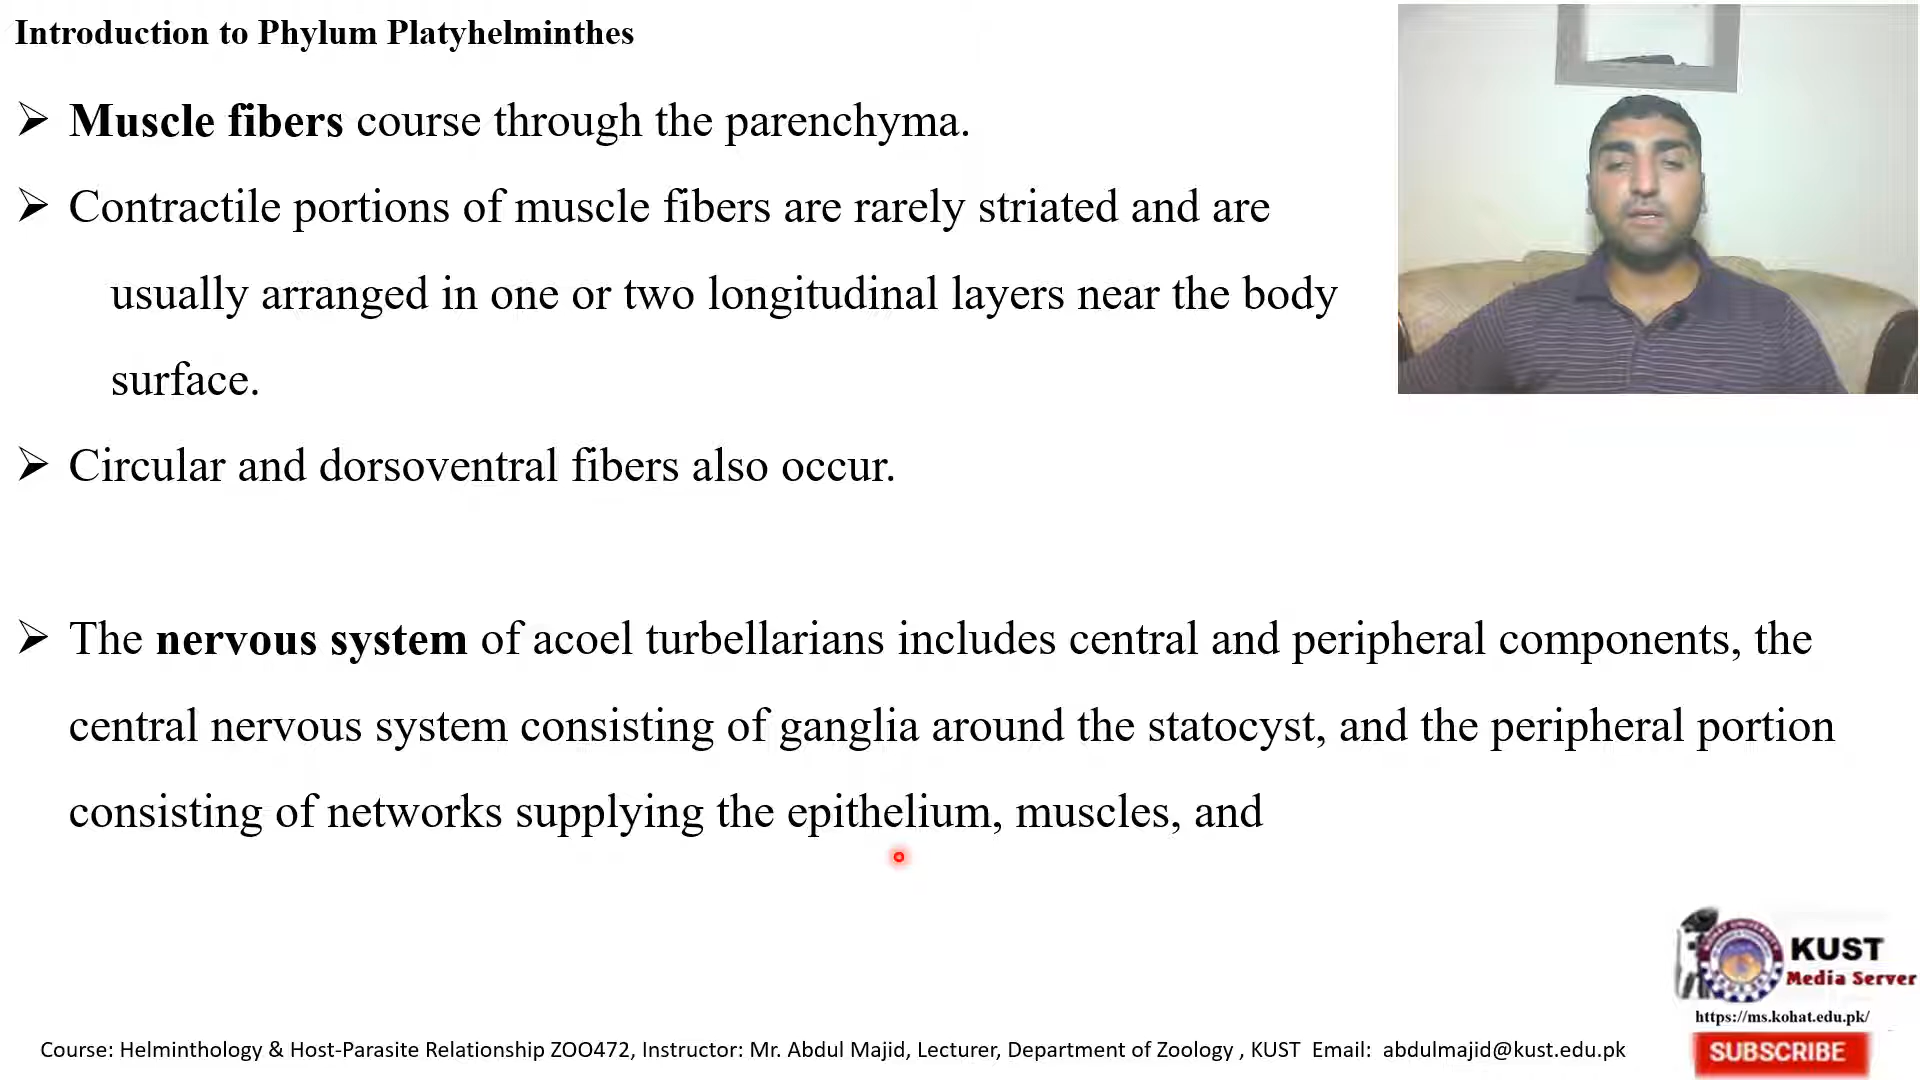 Introduction to Phylum Platyhelminthes
➢ Muscle fibers course through the parenchyma.
➢ Contractile portions of muscle fibers are rarely striated and are
usually arranged in one or two longitudinal layers near the body
surface.
➢ Circular and dorsoventral fibers also occur.
➢ The nervous system of acoel turbellarians includes central and peripheral components, the
central nervous system consisting of ganglia around the statocyst, and the peripheral portion
consisting of networks supplying the epithelium, muscles, and
KUST
Media Server
https://ms.kohat.edu.pk/
SUBSCRIBE
Course: Helminthology & Host-Parasite Relationship ZOO472, Instructor: Mr. Abdul Majid, Lecturer, Department of Zoology , KUST  Email:  abdulmajid@kust.edu.pk